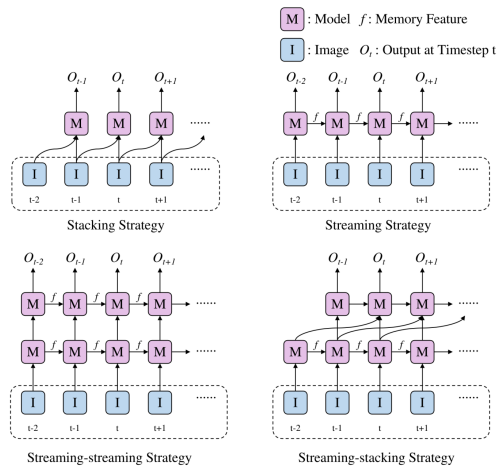 M : Model f : Memory Feature
I : Image O_t : Output at Timestep t
O_{t-1} O_t O_{t+1}
M M M ......
I I I I ......
t-2 t-1 t t+1
Stacking Strategy
O_{t-2} O_{t-1} O_t O_{t+1}
M f M f M f M ......
I I I I ......
t-2 t-1 t t+1
Streaming Strategy
O_{t-2} O_{t-1} O_t O_{t+1}
M f M f M f M ......
M f M f M f M ......
I I I I ......
t-2 t-1 t t+1
Streaming-streaming Strategy
O_{t-1} O_t O_{t+1}
M M M ......
M f M f M f M ......
I I I I ......
t-2 t-1 t t+1
Streaming-stacking Strategy